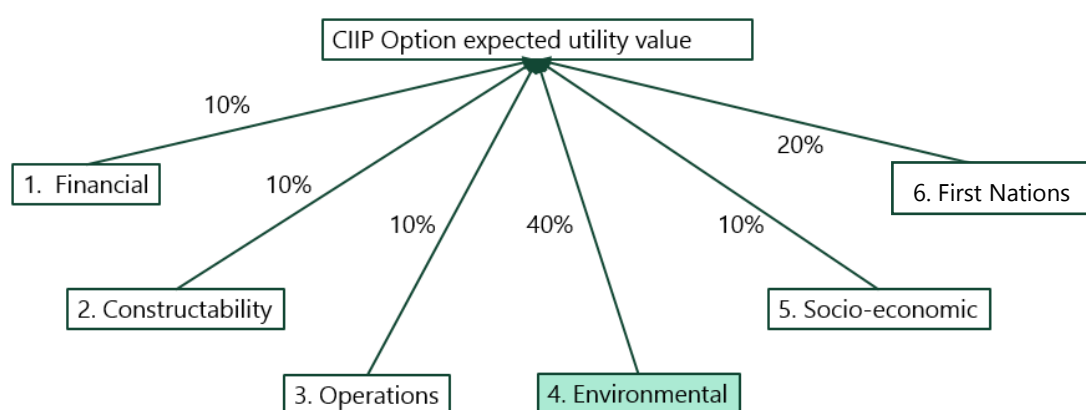 CIIP Option expected utility value
10%
20%
1. Financial
10%
6. First Nations
10%
40%
10%
2. Constructability
5. Socio-economic
3. Operations
4. Environmental